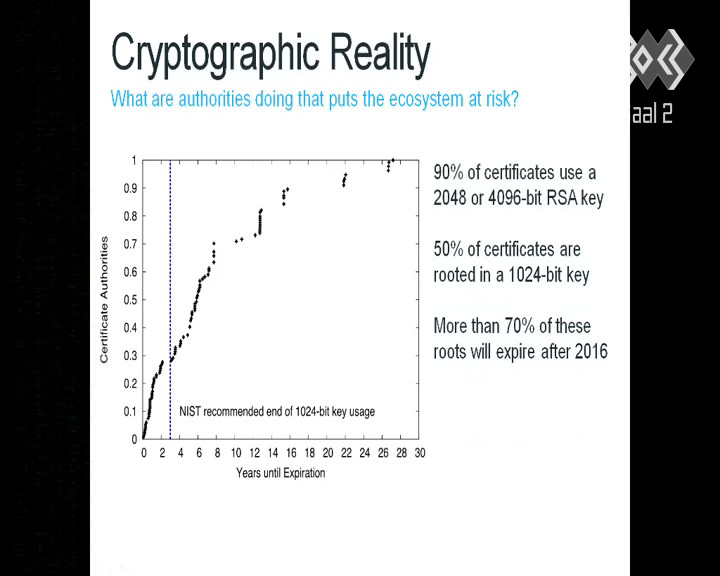 Cryptographic Reality
What are authorities doing that puts the ecosystem at risk?
aal 2
90% of certificates use a
2048 or 4096-bit RSA key
50% of certificates are
rooted in a 1024-bit key
More than 70% of these
roots will expire after 2016
Certificate Authorities
1
0.9
0.8
0.7
0.6
0.5
0.4
0.3
0.2
0.1
0
NIST recommended end of 1024-bit key usage
0 2 4 6 8 10 12 14 16 18 20 22 24 26 28 30
Years until Expiration